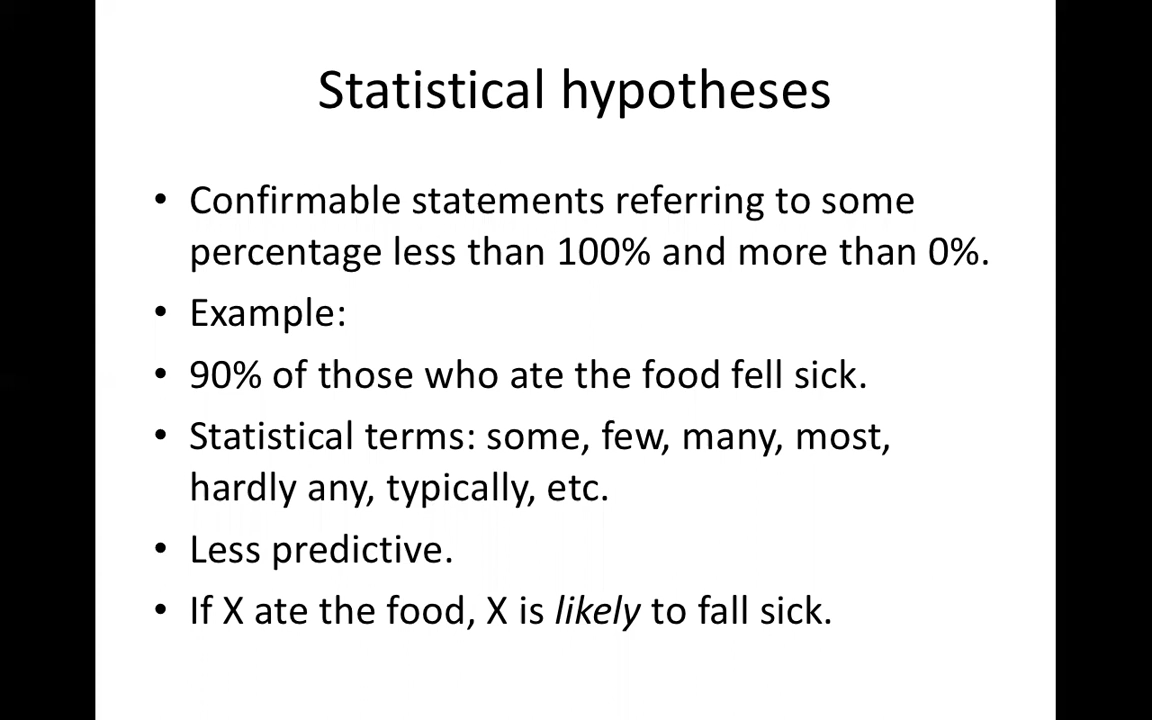 Statistical hypotheses
• Confirmable statements referring to some
percentage less than 100% and more than 0%.
• Example:
• 90% of those who ate the food fell sick.
• Statistical terms: some, few, many, most,
hardly any, typically, etc.
• Less predictive.
• If X ate the food, X is likely to fall sick.